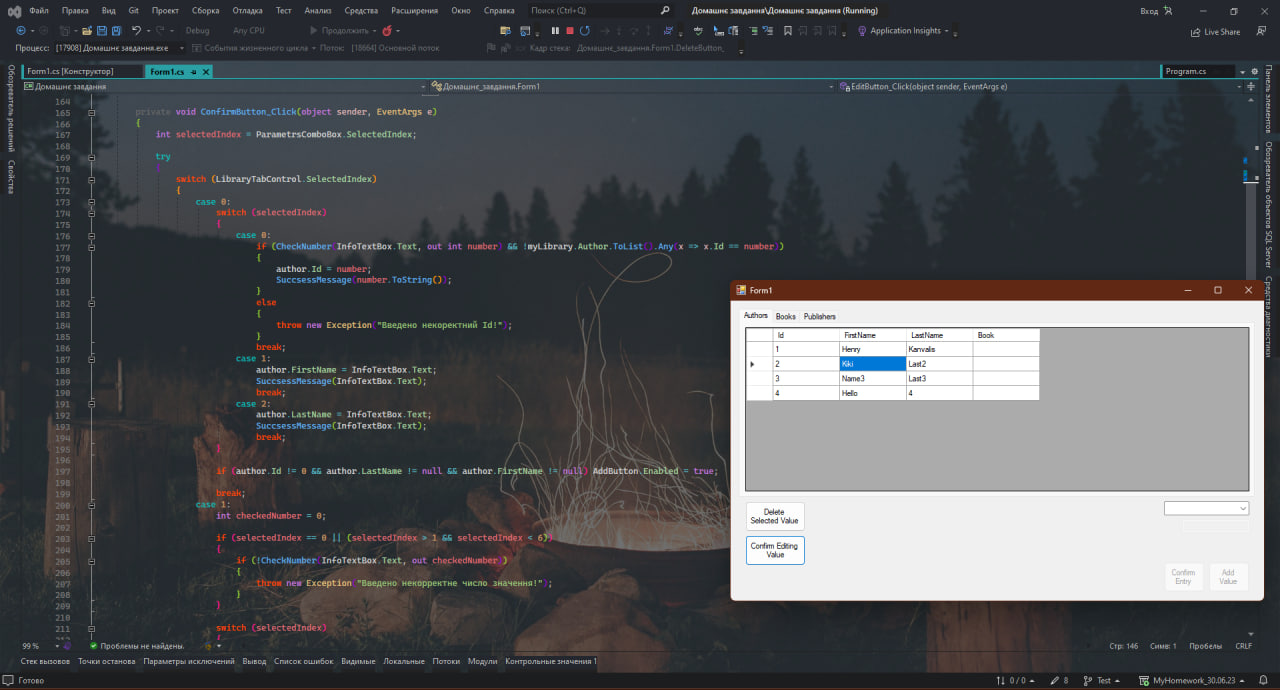 Файл Правка Вид Git Проект Сборка Отладка Тест Анализ Средства Расширения Окно Справка Поиск (Ctrl+Q) Домашнє завдання\Домашнє завдання (Running) Вход
Debug Any CPU Продолжить Application Insights Live Share
Процесс: [17908] Домашнє завдання.exe События жизненного цикла Поток: [18664] Основной поток Кадр стека: Домашнє_завдання.Form1.DeleteButton_
Обозреватель решений Свойства
Form1.cs [Конструктор] Form1.cs Program.cs
Домашнє завдання Домашнє_завдання.Form1 EditButton_Click(object sender, EventArgs e)
164
165 private void ConfirmButton_Click(object sender, EventArgs e)
166 {
167 int selectedIndex = ParametrsComboBox.SelectedIndex;
168
169 try
170 {
171 switch (LibraryTabControl.SelectedIndex)
172 {
173 case 0:
174 switch (selectedIndex)
175 {
176 case 0:
177 if (CheckNumber(InfoTextBox.Text, out int number) && !myLibrary.Author.ToList().Any(x => x.Id == number))
178 {
179 author.Id = number;
180 SuccsessMessage(number.ToString());
181 }
182 else
183 {
184 throw new Exception("Введено некоректний Id!");
185 }
186 break;
187 case 1:
188 author.FirstName = InfoTextBox.Text;
189 SuccsessMessage(InfoTextBox.Text);
190 break;
191 case 2:
192 author.LastName = InfoTextBox.Text;
193 SuccsessMessage(InfoTextBox.Text);
194 break;
195 }
196
197 if (author.Id != 0 && author.LastName != null && author.FirstName != null) AddButton.Enabled = true;
198
199 break;
200 case 1:
201 int checkedNumber = 0;
202
203 if (selectedIndex == 0 || (selectedIndex > 1 && selectedIndex < 6))
204 {
205 if (!CheckNumber(InfoTextBox.Text, out checkedNumber))
206 {
207 throw new Exception("Введено некорректне число значення!");
208 }
209 }
210
211 switch (selectedIndex)
212 {
Панель элементов Обозреватель объектов SQL Server Средства диагностики
Form1
Authors Books Publishers
Id FirstName LastName Book
1 Henry Kanvalis
2 Kiki Last2
3 Name3 Last3
4 Hello 4
Delete
Selected Value
Confirm Editing
Value
Confirm
Entry
Add
Value
99 % Проблемы не найдены. Стр: 146 Симв: 1 Пробелы CRLF
Стек вызовов Точки останова Параметры исключений Вывод Список ошибок Видимые Локальные Потоки Модули Контрольные значения 1
Готово 0 / 0 8 Test MyHomework_30.06.23